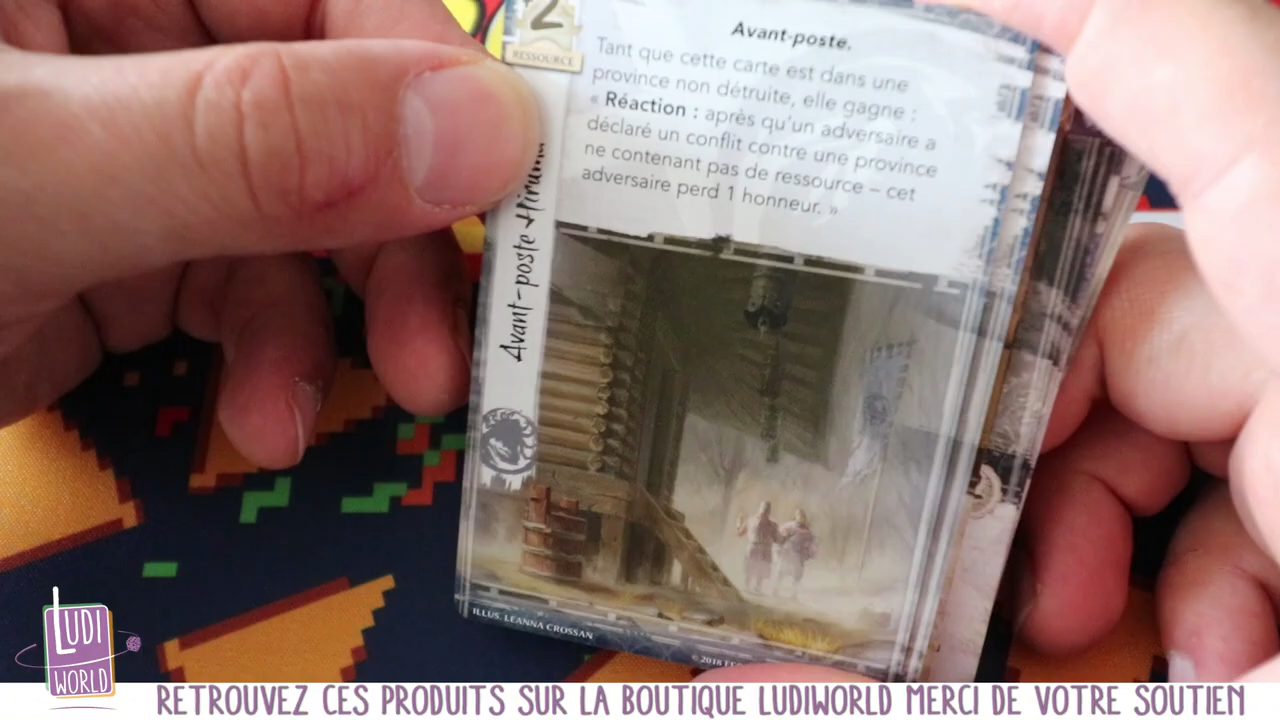 2
RESSOURCE
Avant-poste.
Tant que cette carte est dans une
province non détruite, elle gagne :
« Réaction : après qu'un adversaire a
déclaré un conflit contre une province
ne contenant pas de ressource – cet
adversaire perd 1 honneur. »
Avant-poste Hiruma
ILLUS. LEANNA CROSSAN
© 2018
LUDI
WORLD
RETROUVEZ CES PRODUITS SUR LA BOUTIQUE LUDIWORLD MERCI DE VOTRE SOUTIEN